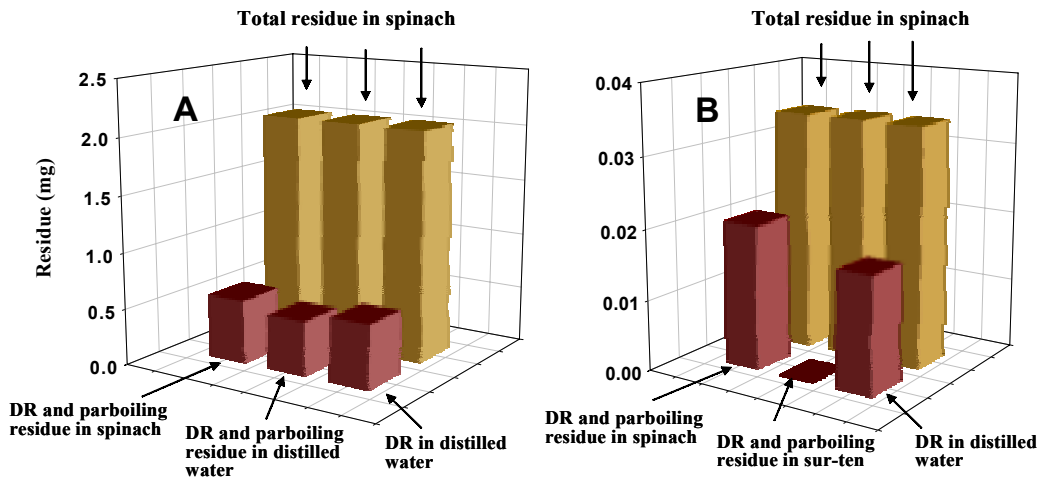 Total residue in spinach
A
Residue (mg)
2.5
2.0
1.5
1.0
0.5
0.0
DR and parboiling
residue in spinach
DR and parboiling
residue in distilled
water
DR in distilled
water
Total residue in spinach
B
0.04
0.03
0.02
0.01
0.00
DR and parboiling
residue in spinach
DR and parboiling
residue in sur-ten
DR in distilled
water